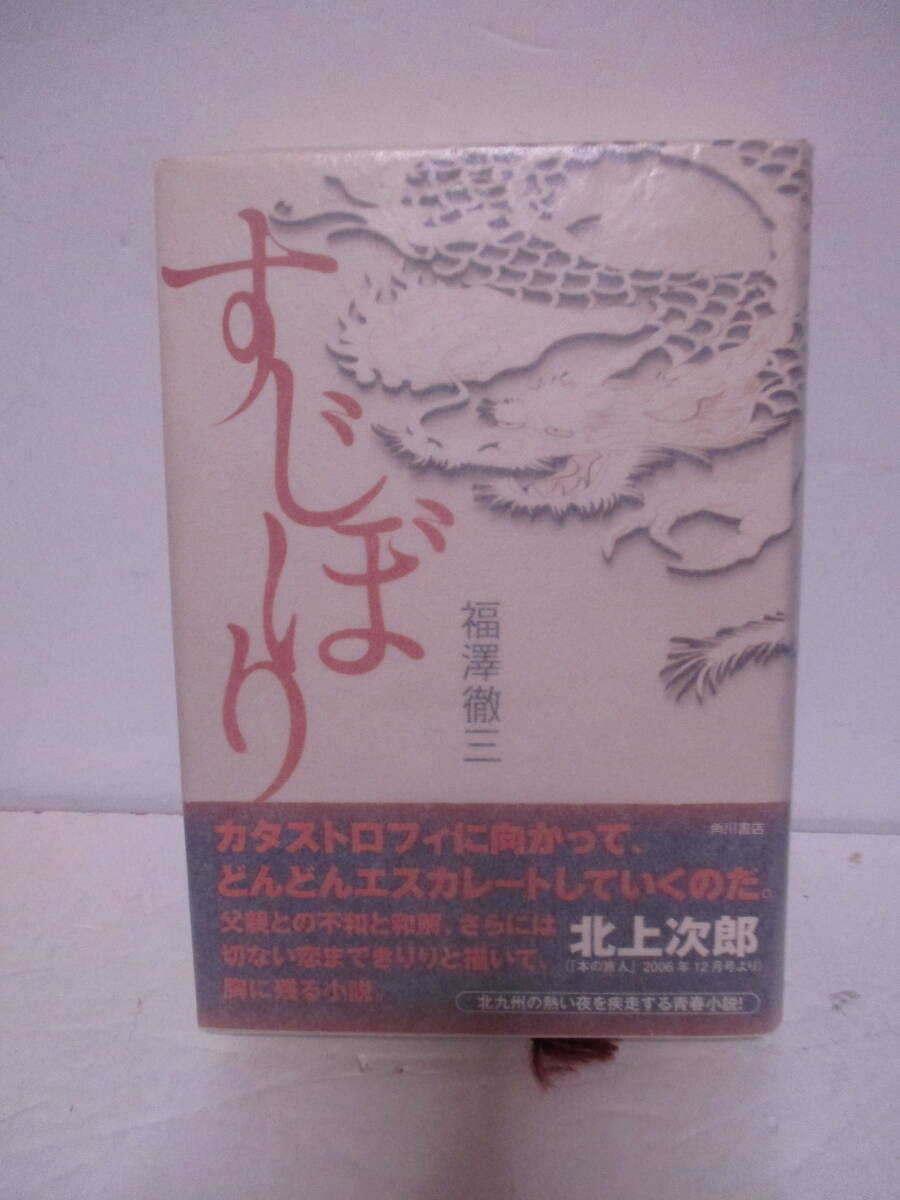 すじぼり
福澤徹三
角川書店
カタストロフィに向かって、
どんどんエスカレートしていくのだ。
父親との不和と和解、さらには
切ない恋まできりりと描いて、
胸に残る小説。
北上次郎
(「本の旅人」2006年12月号より)
北九州の熱い夜を疾走する青春小説!